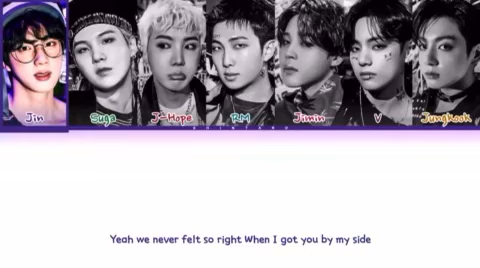 Jin Suga J-Hope RM Jimin V Jungkook
Yeah we never felt so right When I got you by my side